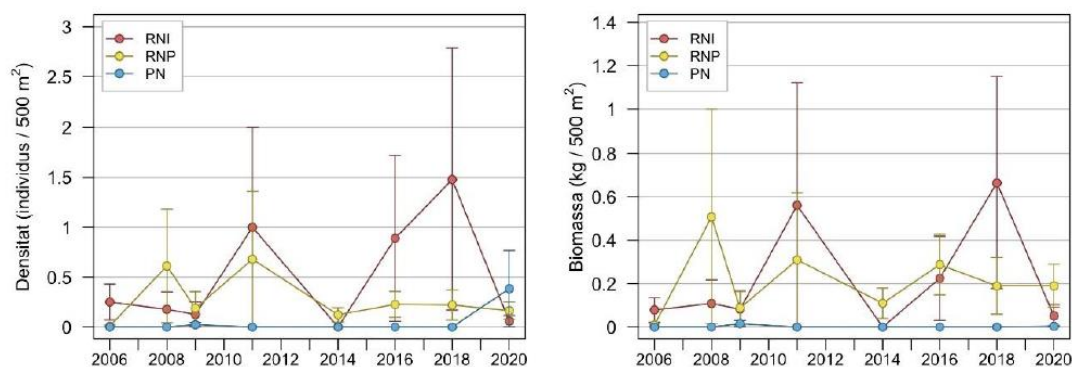 Densitat (individus / 500 m²)
3
2.5
2
1.5
1
0.5
0
RNI
RNP
PN
2006 2008 2010 2012 2014 2016 2018 2020
Biomassa (kg / 500 m²)
1.4
1.2
1
0.8
0.6
0.4
0.2
0
RNI
RNP
PN
2006 2008 2010 2012 2014 2016 2018 2020